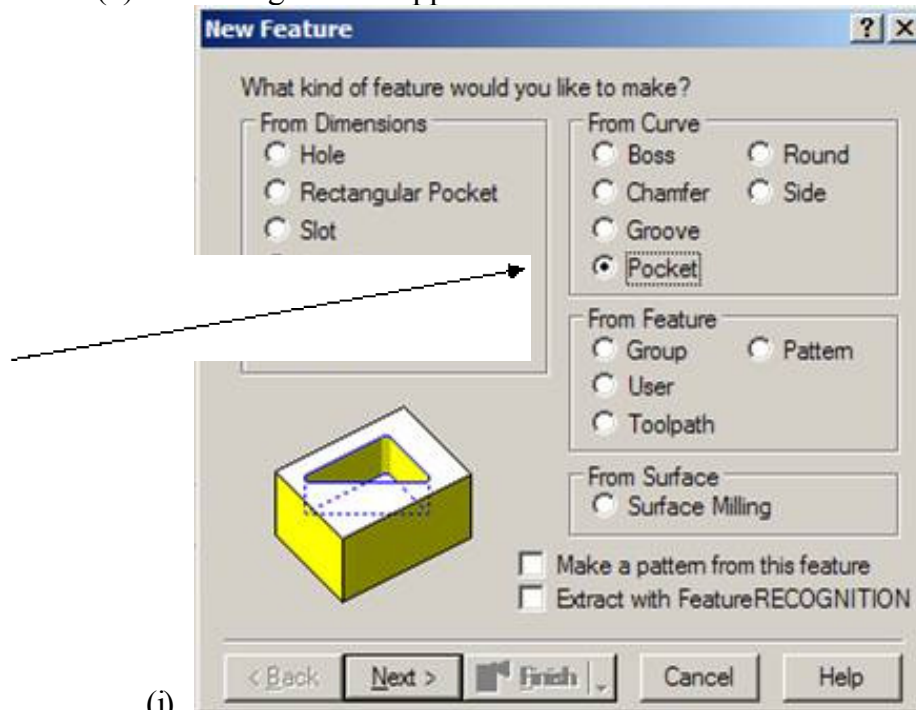 New Feature
What kind of feature would you like to make?
From Dimensions
Hole
Rectangular Pocket
Slot
From Curve
Boss
Round
Chamfer
Side
Groove
Pocket
From Feature
Group
Pattern
User
Toolpath
From Surface
Surface Milling
Make a pattern from this feature
Extract with FeatureRECOGNITION
< Back
Next >
Finish
Cancel
Help
(i)